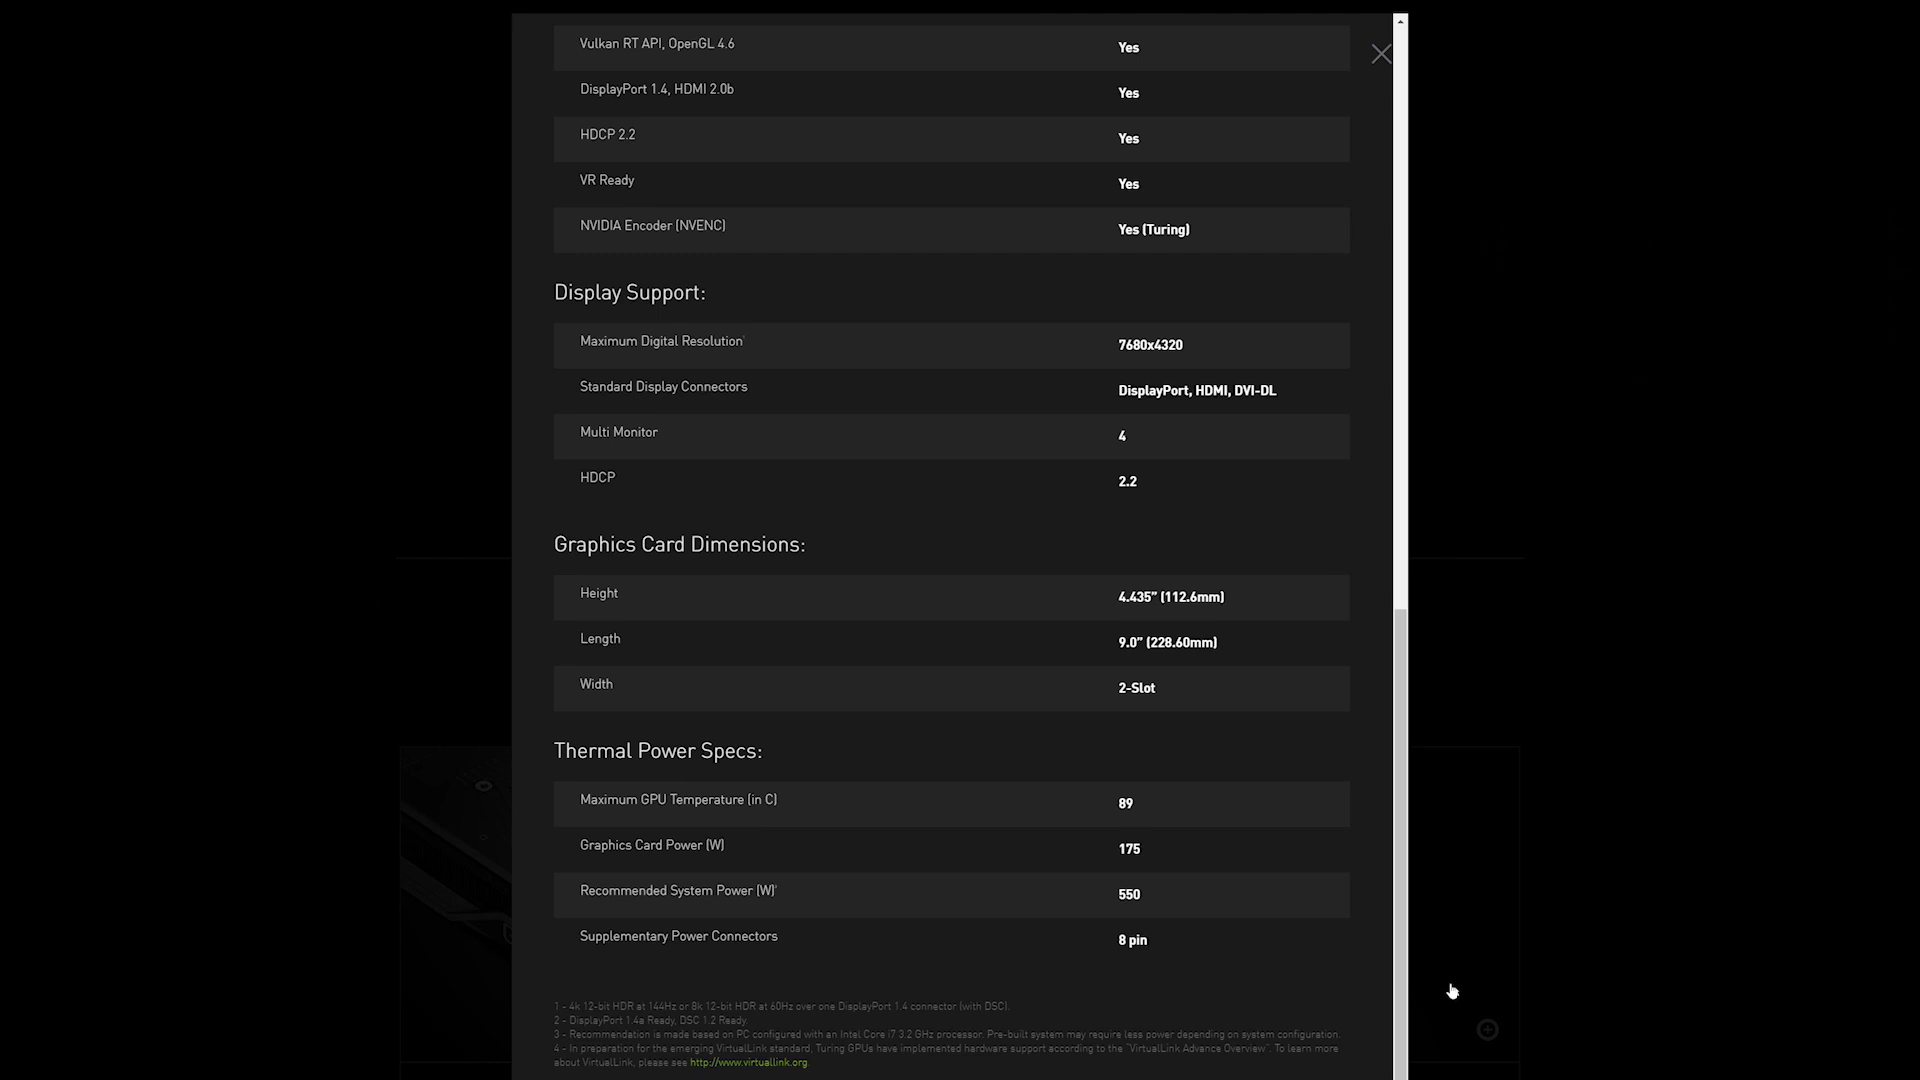 Vulkan RT API, OpenGL 4.6 Yes
DisplayPort 1.4, HDMI 2.0b Yes
HDCP 2.2 Yes
VR Ready Yes
NVIDIA Encoder (NVENC) Yes (Turing)
Display Support:
Maximum Digital Resolution¹ 7680x4320
Standard Display Connectors DisplayPort, HDMI, DVI-DL
Multi Monitor 4
HDCP 2.2
Graphics Card Dimensions:
Height 4.435” (112.6mm)
Length 9.0” (228.60mm)
Width 2-Slot
Thermal Power Specs:
Maximum GPU Temperature (in C) 89
Graphics Card Power (W) 175
Recommended System Power (W)³ 550
Supplementary Power Connectors 8 pin
1 - 4k 12-bit HDR at 144Hz or 8k 12-bit HDR at 60Hz over one DisplayPort 1.4 connector (with DSC).
2 - DisplayPort 1.4a Ready, DSC 1.2 Ready.
3 - Recommendation is made based on PC configured with an Intel Core i7 3.2 GHz processor. Pre-built system may require less power depending on system configuration.
4 - In preparation for the emerging VirtualLink standard, Turing GPUs have implemented hardware support according to the "VirtualLink Advance Overview". To learn more
about VirtualLink, please see http://www.virtuallink.org